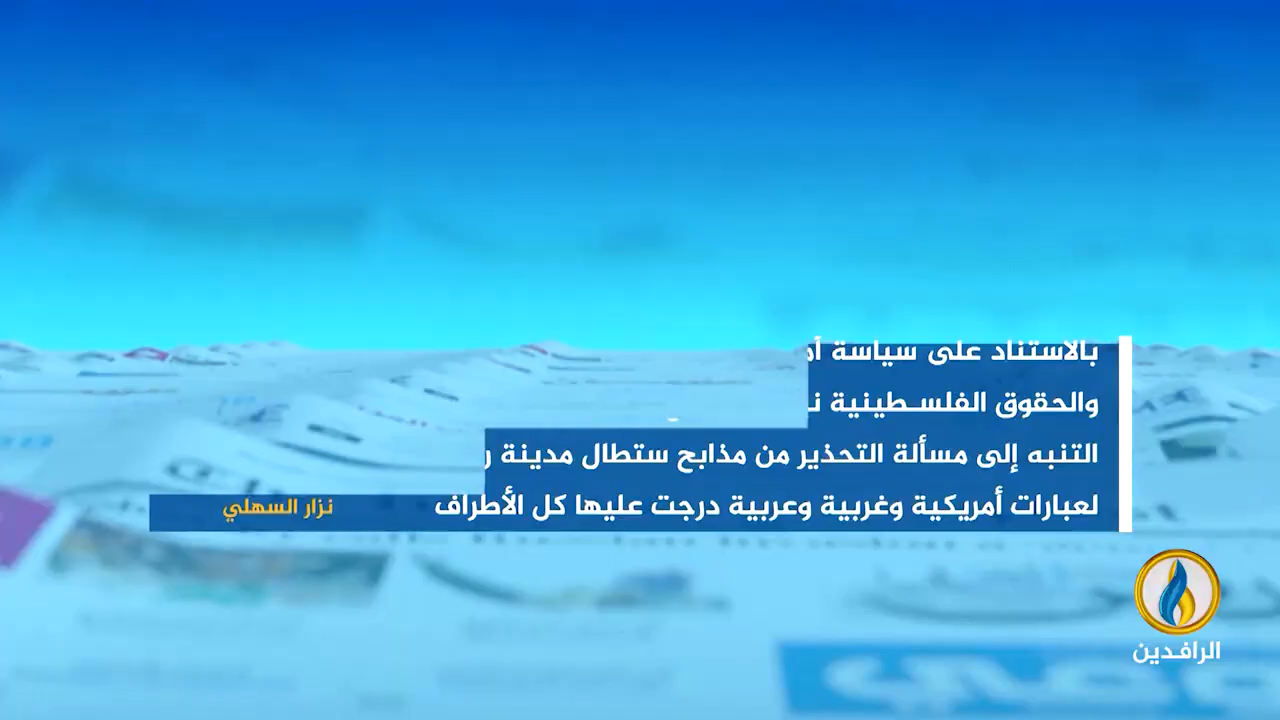 بالاستناد على سياسة
والحقوق الفلسطينية
التنبه إلى مسألة التحذير من مذابح ستطال مدينة
لعبارات أمريكية وغربية وعربية درجت عليها كل الأطراف
نزار السهلي
الرافدين